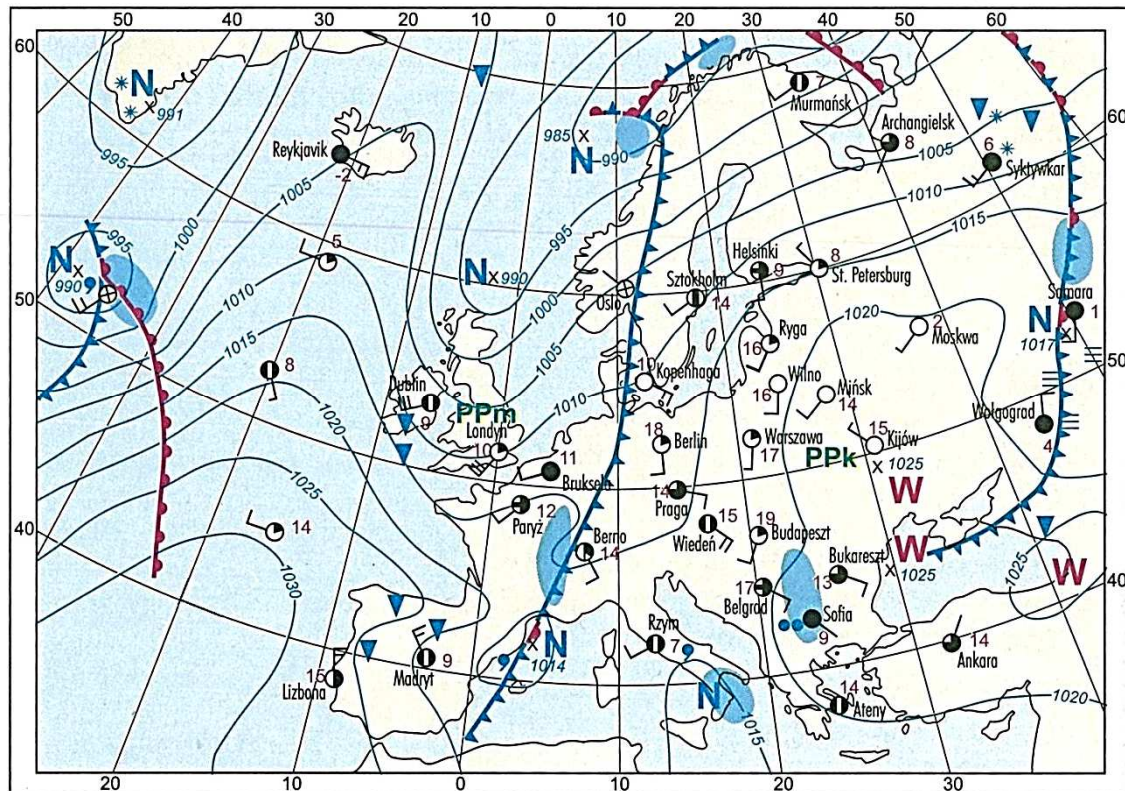 50 40 30 20 10 0 10 20 30 40 50 60
60
N
991
995
Reykjavik
-2
1005
985
N
990
Murmańsk
7
Archangielsk
8
1005
6
Syktywkar
60
1010
1015
995
N
990
1000
1005
5
1010
1015
N
990
995
1000
1005
1010
Oslo
Sztokholm
14
Helsinki
9
8
St. Petersburg
1020
2
Moskwa
Samara
1
N
1017
50
50
8
Dublin
9
PPm
Londyn
10
1020
1025
11
Bruksela
12
Paryż
10
Kopenhaga
Ryga
16
Wilno
16
Mińsk
14
18
Berlin
Warszawa
17
PPk
15
Kijów
1025
W
Wołgograd
4
14
Praga
15
Wiedeń
19
Budapeszt
Berno
14
40
14
1030
Bukareszt
13
W
1025
1025
W
40
17
Belgrad
Sofia
9
Rzym
7
N
1014
9
Madryt
15
Lizbona
N
1015
14
Ateny
14
Ankara
1020
20 10 0 10 20 30